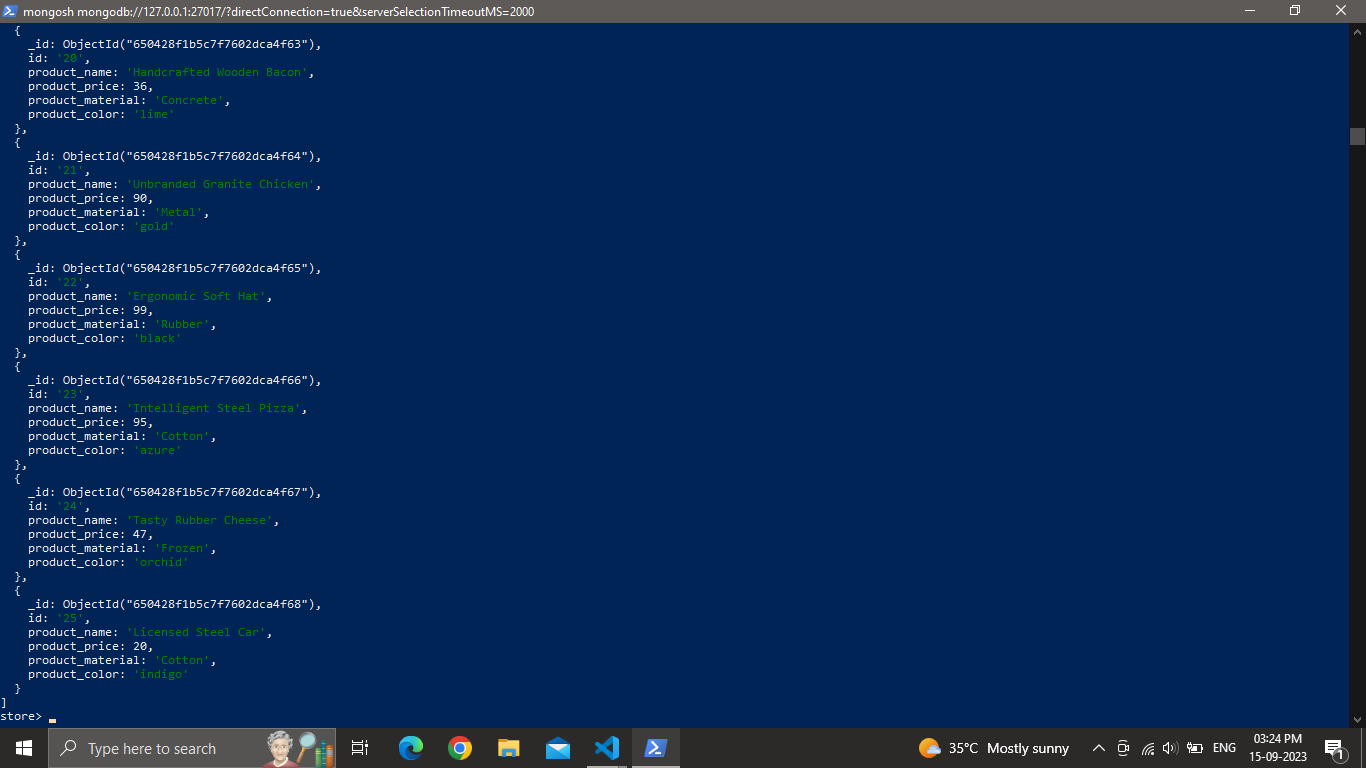 mongosh mongodb://127.0.0.1:27017/?directConnection=true&serverSelectionTimeoutMS=2000
{
_id: ObjectId("650428f1b5c7f7602dca4f63"),
id: '20',
product_name: 'Handcrafted Wooden Bacon',
product_price: 36,
product_material: 'Concrete',
product_color: 'lime'
},
{
_id: ObjectId("650428f1b5c7f7602dca4f64"),
id: '21',
product_name: 'Unbranded Granite Chicken',
product_price: 90,
product_material: 'Metal',
product_color: 'gold'
},
{
_id: ObjectId("650428f1b5c7f7602dca4f65"),
id: '22',
product_name: 'Ergonomic Soft Hat',
product_price: 99,
product_material: 'Rubber',
product_color: 'black'
},
{
_id: ObjectId("650428f1b5c7f7602dca4f66"),
id: '23',
product_name: 'Intelligent Steel Pizza',
product_price: 95,
product_material: 'Cotton',
product_color: 'azure'
},
{
_id: ObjectId("650428f1b5c7f7602dca4f67"),
id: '24',
product_name: 'Tasty Rubber Cheese',
product_price: 47,
product_material: 'Frozen',
product_color: 'orchid'
},
{
_id: ObjectId("650428f1b5c7f7602dca4f68"),
id: '25',
product_name: 'Licensed Steel Car',
product_price: 20,
product_material: 'Cotton',
product_color: 'indigo'
}
]
store>
Type here to search
35°C Mostly sunny
ENG
03:24 PM
15-09-2023
1